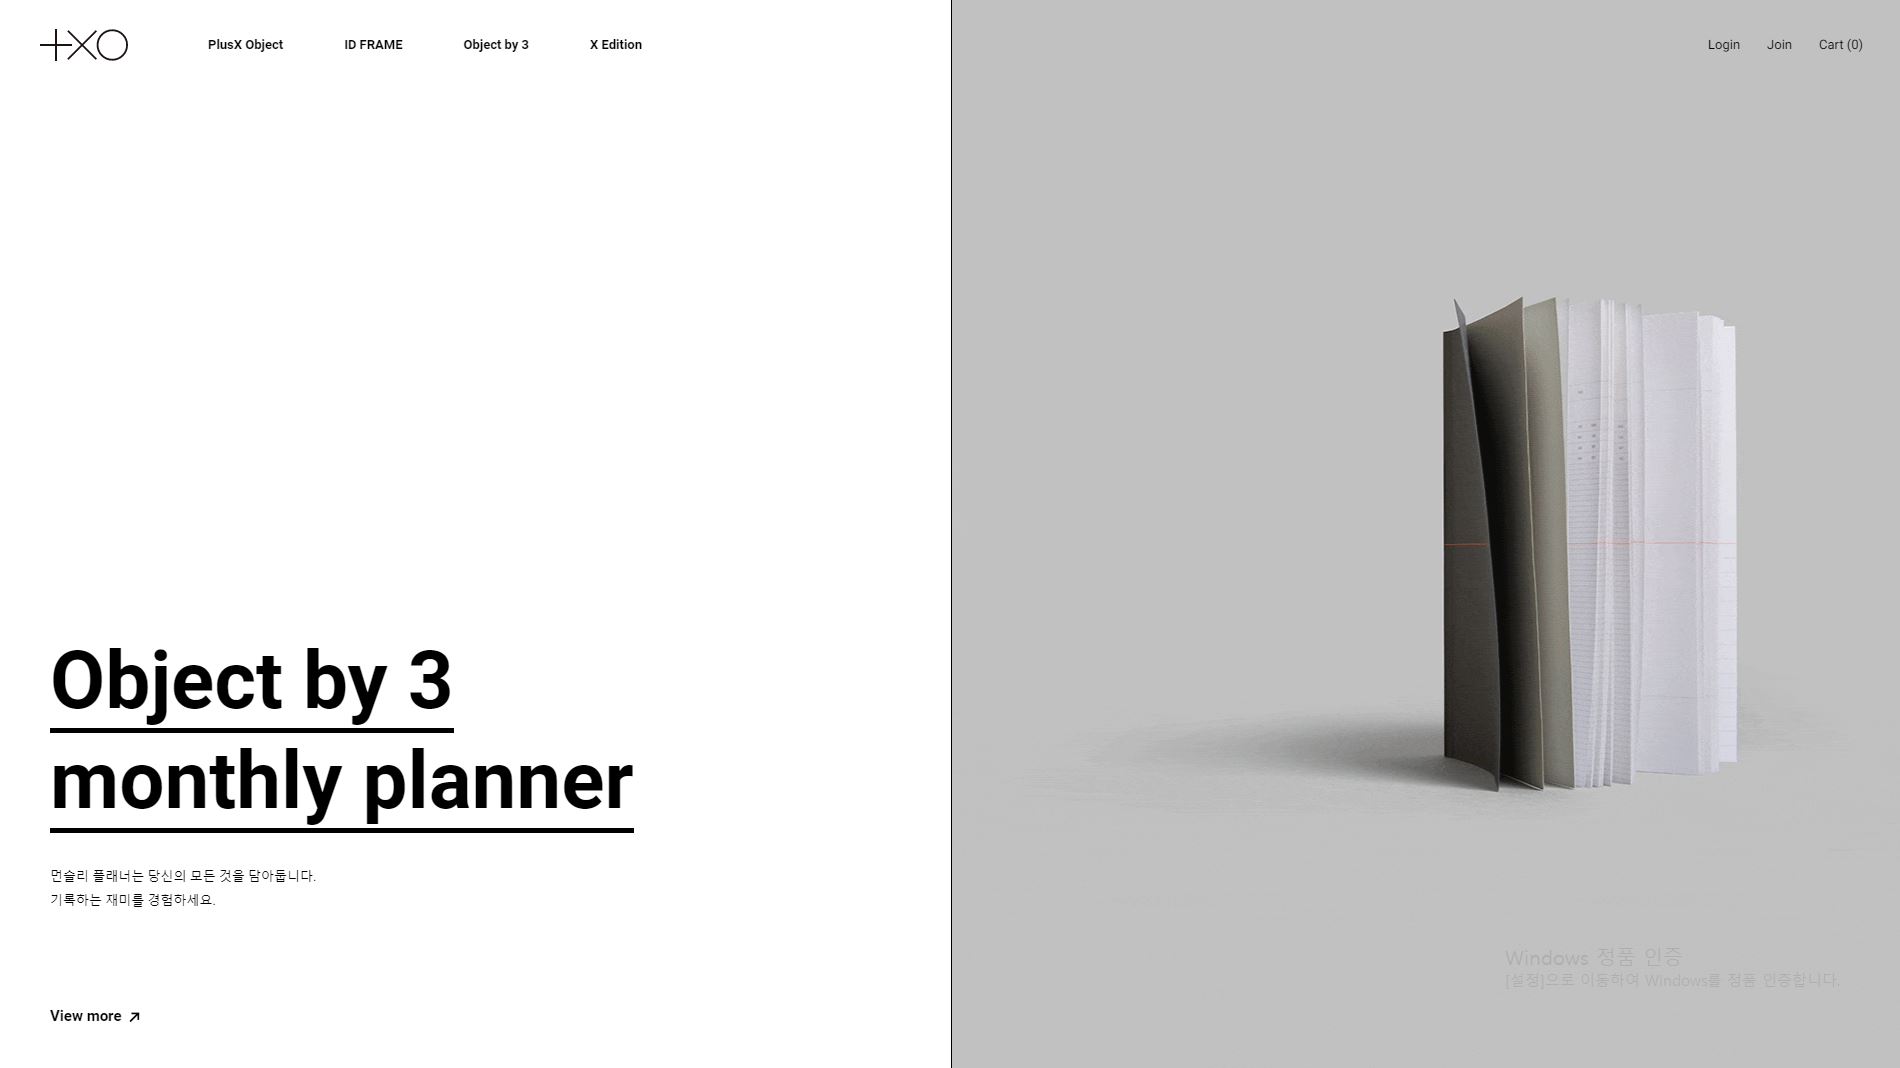 PlusX Object
ID FRAME
Object by 3
X Edition
Login
Join
Cart (0)
Object by 3
monthly planner
먼슬리 플래너는 당신의 모든 것을 담아둡니다.
기록하는 재미를 경험하세요.
View more
Windows 정품 인증
[설정]으로 이동하여 Windows를 정품 인증합니다.